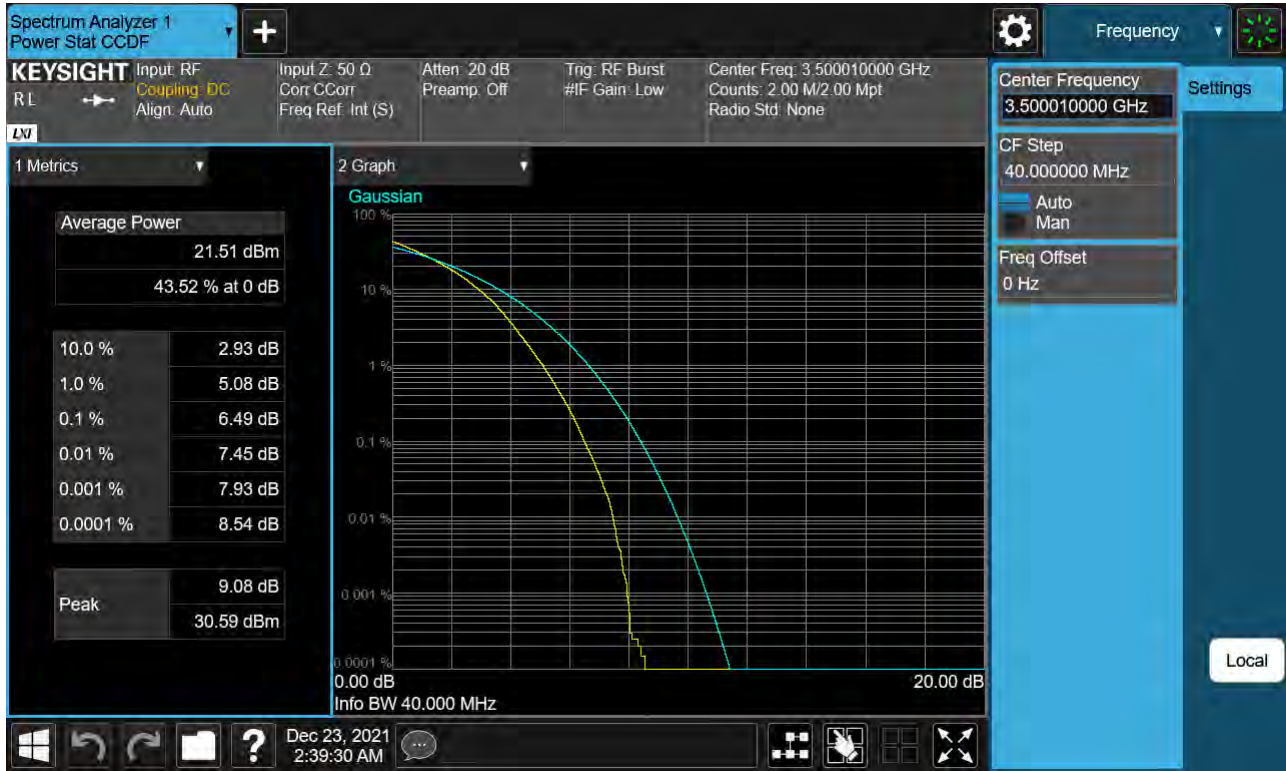 Spectrum Analyzer 1
Power Stat CCDF
+
Frequency
KEYSIGHT
RL
LXI
Input: RF
Coupling: DC
Align: Auto
Input Z: 50 Ω
Corr CCorr
Freq Ref: Int (S)
Atten: 20 dB
Preamp: Off
Trig: RF Burst
#IF Gain: Low
Center Freq: 3.500010000 GHz
Counts: 2.00 M/2.00 Mpt
Radio Std: None
1 Metrics
Average Power
21.51 dBm
43.52 % at 0 dB
10.0 % 2.93 dB
1.0 % 5.08 dB
0.1 % 6.49 dB
0.01 % 7.45 dB
0.001 % 7.93 dB
0.0001 % 8.54 dB
Peak
9.08 dB
30.59 dBm
2 Graph
Gaussian
100 %
10 %
1 %
0.1 %
0.01 %
0.001 %
0.0001 %
0.00 dB 20.00 dB
Info BW 40.000 MHz
Center Frequency
3.500010000 GHz
CF Step
40.000000 MHz
Auto
Man
Freq Offset
0 Hz
Settings
Local
?
Dec 23, 2021
2:39:30 AM